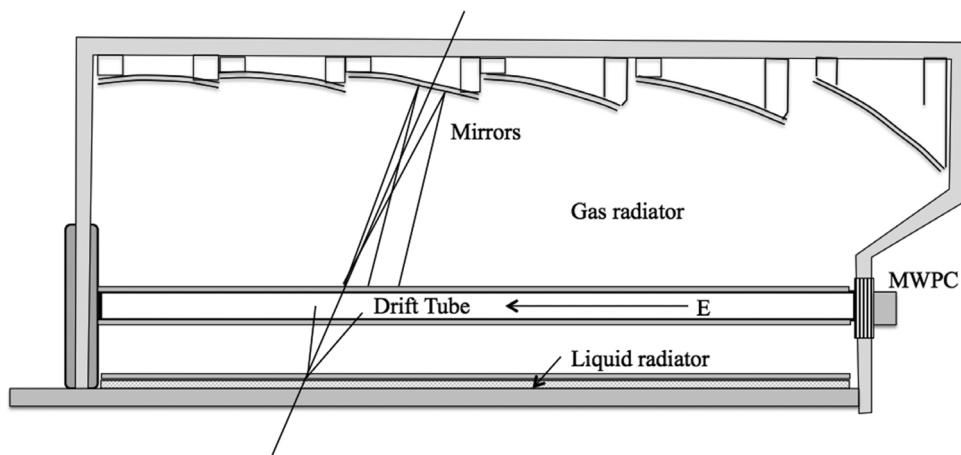 Mirrors
Gas radiator
MWPC
Drift Tube
E
Liquid radiator